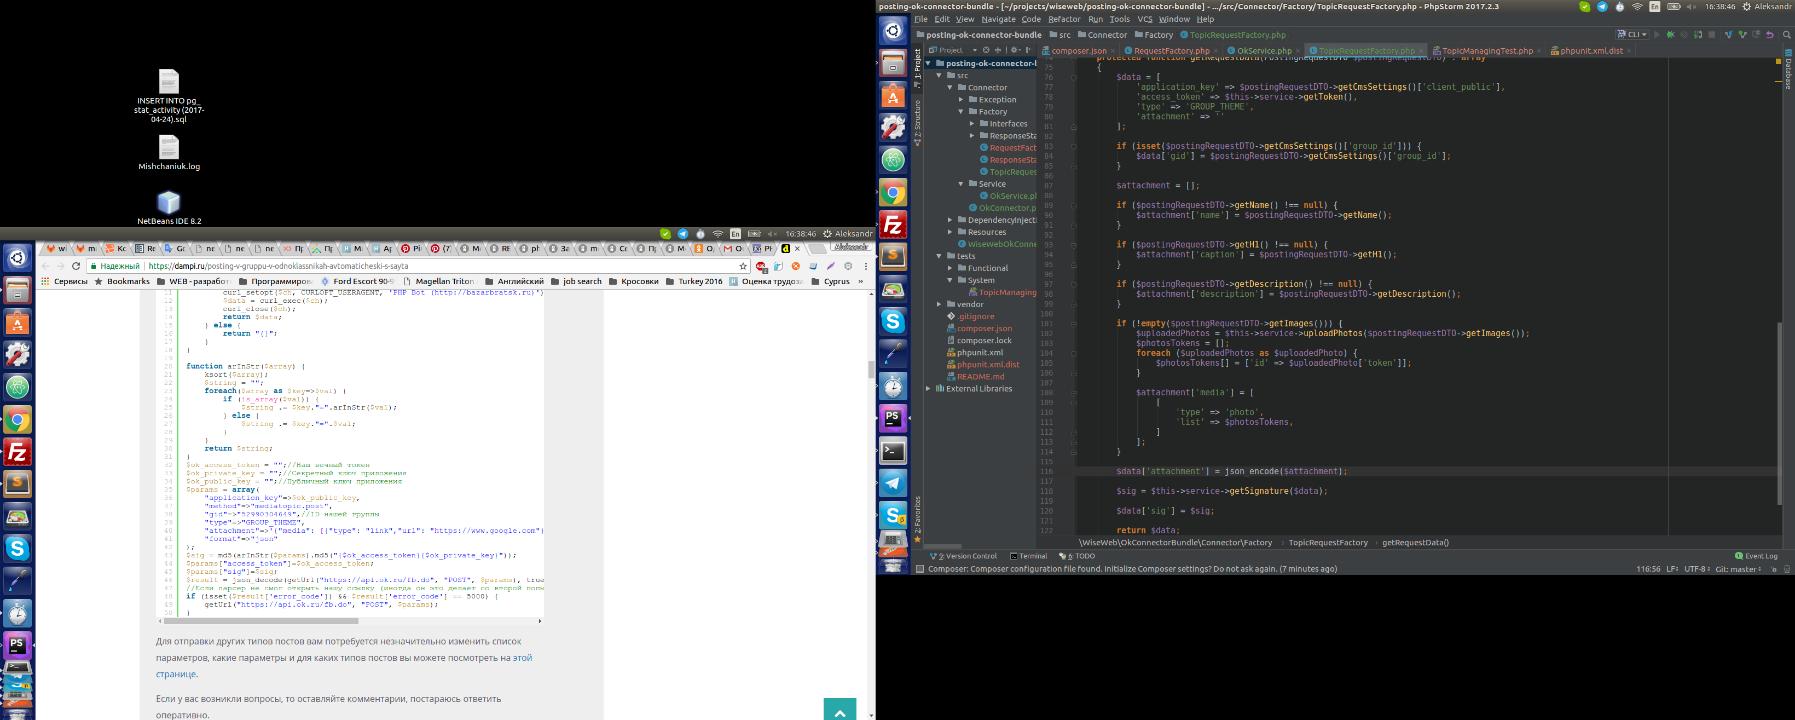 INSERT INTO pg_
stat_activity (2017-
04-24).sql
Mishchaniuk.log
NetBeans IDE 8.2
En
16:38:46
Aleksandr
Надежный
https://dampi.ru/posting-v-gruppu-v-odnoklassnikah-avtomaticheski-s-sayta
Сервисы
Bookmarks
WEB - разработ
Программиро
Ford Escort 90-9
Magellan Triton
Английский
job search
Кросовки
Turkey 2016
Оценка трудоз
Cyprus
curl_setopt($ch, CURLOPT_USERAGENT, 'PHP Bot (http://bazarbratsk.ru)')
$data = curl_exec($ch);
curl_close($ch);
return $data;
} else {
return "{}";
}
}
function arInStr($array) {
ksort($array);
$string = "";
foreach($array as $key=>$val) {
if (is_array($val)) {
$string .= $key."=".arInStr($val);
} else {
$string .= $key."=".$val;
}
}
return $string;
}
$ok_access_token = "";//Наш вечный токен
$ok_private_key = "";//Секретный ключ приложения
$ok_public_key = "";//Публичный ключ приложения
$params = array(
"application_key"=>$ok_public_key,
"method"=>"mediatopic.post",
"gid"=>"52990304649",//ID нашей группы
"type"=>"GROUP_THEME",
"attachment"=>'{"media": [{"type": "link","url": "https://www.google.com"}
"format"=>"json"
);
$sig = md5(arInStr($params).md5("{$ok_access_token}{$ok_private_key}"));
$params["access_token"]=$ok_access_token;
$params["sig"]=$sig;
$result = json_decode(getUrl("https://api.ok.ru/fb.do", "POST", $params), true
//Если парсер не смог открыть нашу ссылку (иногда он это делает со второй попы
if (isset($result['error_code']) && $result['error_code'] == 5000) {
getUrl("https://api.ok.ru/fb.do", "POST", $params);
}
Для отправки других типов постов вам потребуется незначительно изменить список
параметров, какие параметры и для каких типов постов вы можете посмотреть на этой
странице.
Если у вас возникли вопросы, то оставляйте комментарии, постараюсь ответить
оперативно.
posting-ok-connector-bundle - [~/projects/wiseweb/posting-ok-connector-bundle] - .../src/Connector/Factory/TopicRequestFactory.php - PhpStorm 2017.2.3
En
16:38:46
Aleksandr
File Edit View Navigate Code Refactor Run Tools VCS Window Help
posting-ok-connector-bundle src Connector Factory TopicRequestFactory.php
CLI
Project
composer.json
RequestFactory.php
OkService.php
TopicRequestFactory.php
TopicManagingTest.php
phpunit.xml.dist
1: Project
2: Structure
2: Favorites
Database
posting-ok-connector-l
src
Connector
Exception
Factory
Interfaces
ResponseSta
RequestFact
ResponseSta
TopicReques
Service
OkService.pl
OkConnector.p
DependencyInject
Resources
WisewebOkConne
tests
Functional
System
TopicManaging
vendor
.gitignore
composer.json
composer.lock
phpunit.xml
phpunit.xml.dist
README.md
External Libraries
protected function getRequestData(PostingRequestDTO $postingRequestDTO) : array
{
$data = [
'application_key' => $postingRequestDTO->getCmsSettings()['client_public'],
'access_token' => $this->service->getToken(),
'type' => 'GROUP_THEME',
'attachment' => ''
];
if (isset($postingRequestDTO->getCmsSettings()['group_id'])) {
$data['gid'] = $postingRequestDTO->getCmsSettings()['group_id'];
}
$attachment = [];
if ($postingRequestDTO->getName() !== null) {
$attachment['name'] = $postingRequestDTO->getName();
}
if ($postingRequestDTO->getH1() !== null) {
$attachment['caption'] = $postingRequestDTO->getH1();
}
if ($postingRequestDTO->getDescription() !== null) {
$attachment['description'] = $postingRequestDTO->getDescription();
}
if (!empty($postingRequestDTO->getImages())) {
$uploadedPhotos = $this->service->uploadPhotos($postingRequestDTO->getImages());
$photosTokens = [];
foreach ($uploadedPhotos as $uploadedPhoto) {
$photosTokens[] = ['id' => $uploadedPhoto['token']];
}
$attachment['media'] = [
[
'type' => 'photo',
'list' => $photosTokens,
]
];
}
$data['attachment'] = json_encode($attachment);
$sig = $this->service->getSignature($data);
$data['sig'] = $sig;
return $data;
\WiseWeb\OkConnectorBundle\Connector\Factory TopicRequestFactory getRequestData()
9: Version Control
Terminal
6: TODO
Event Log
Composer: Composer configuration file found. Initialize Composer settings? Do not ask again. (7 minutes ago)
116:56 LF÷ UTF-8÷ Git: master÷